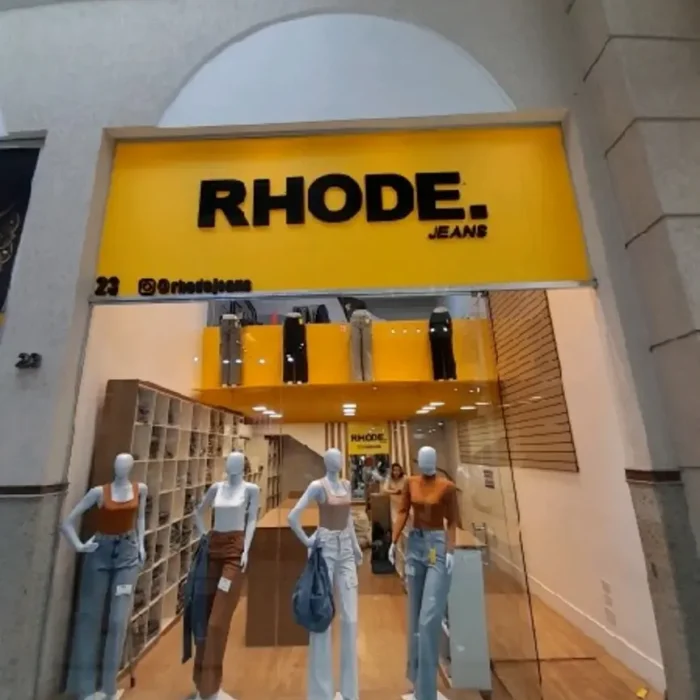 RHODE.
JEANS
23 @rhodejeans
23
RHODE.